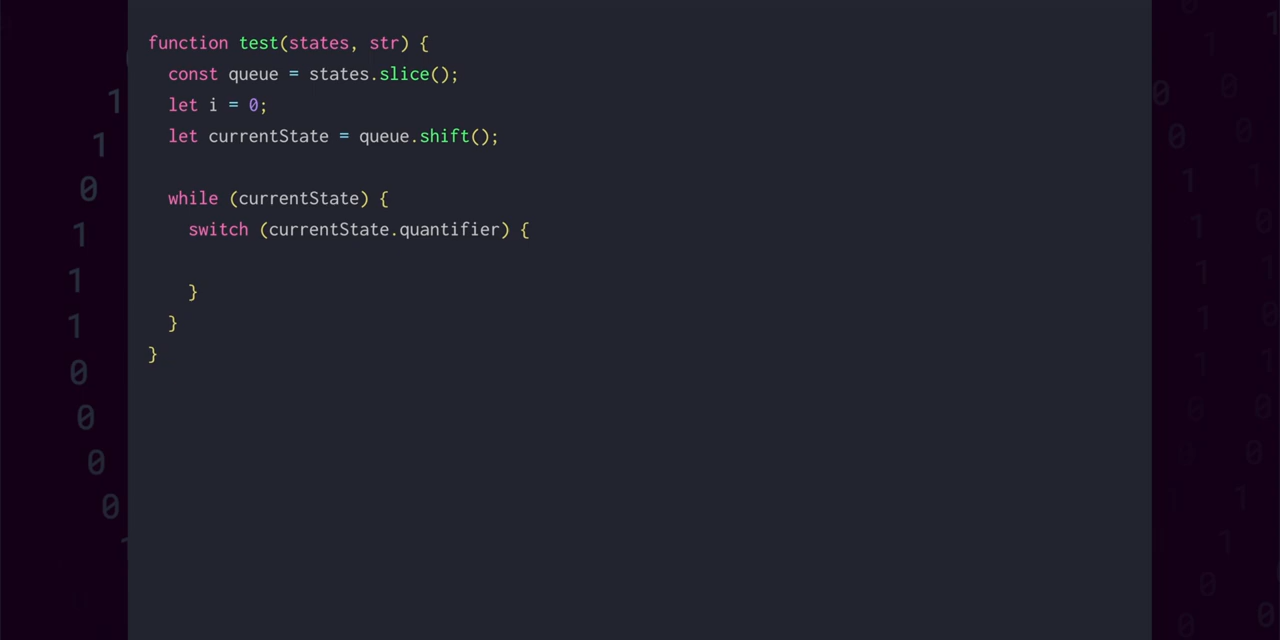 function test(states, str) {
  const queue = states.slice();
  let i = 0;
  let currentState = queue.shift();

  while (currentState) {
    switch (currentState.quantifier) {

    }
  }
}